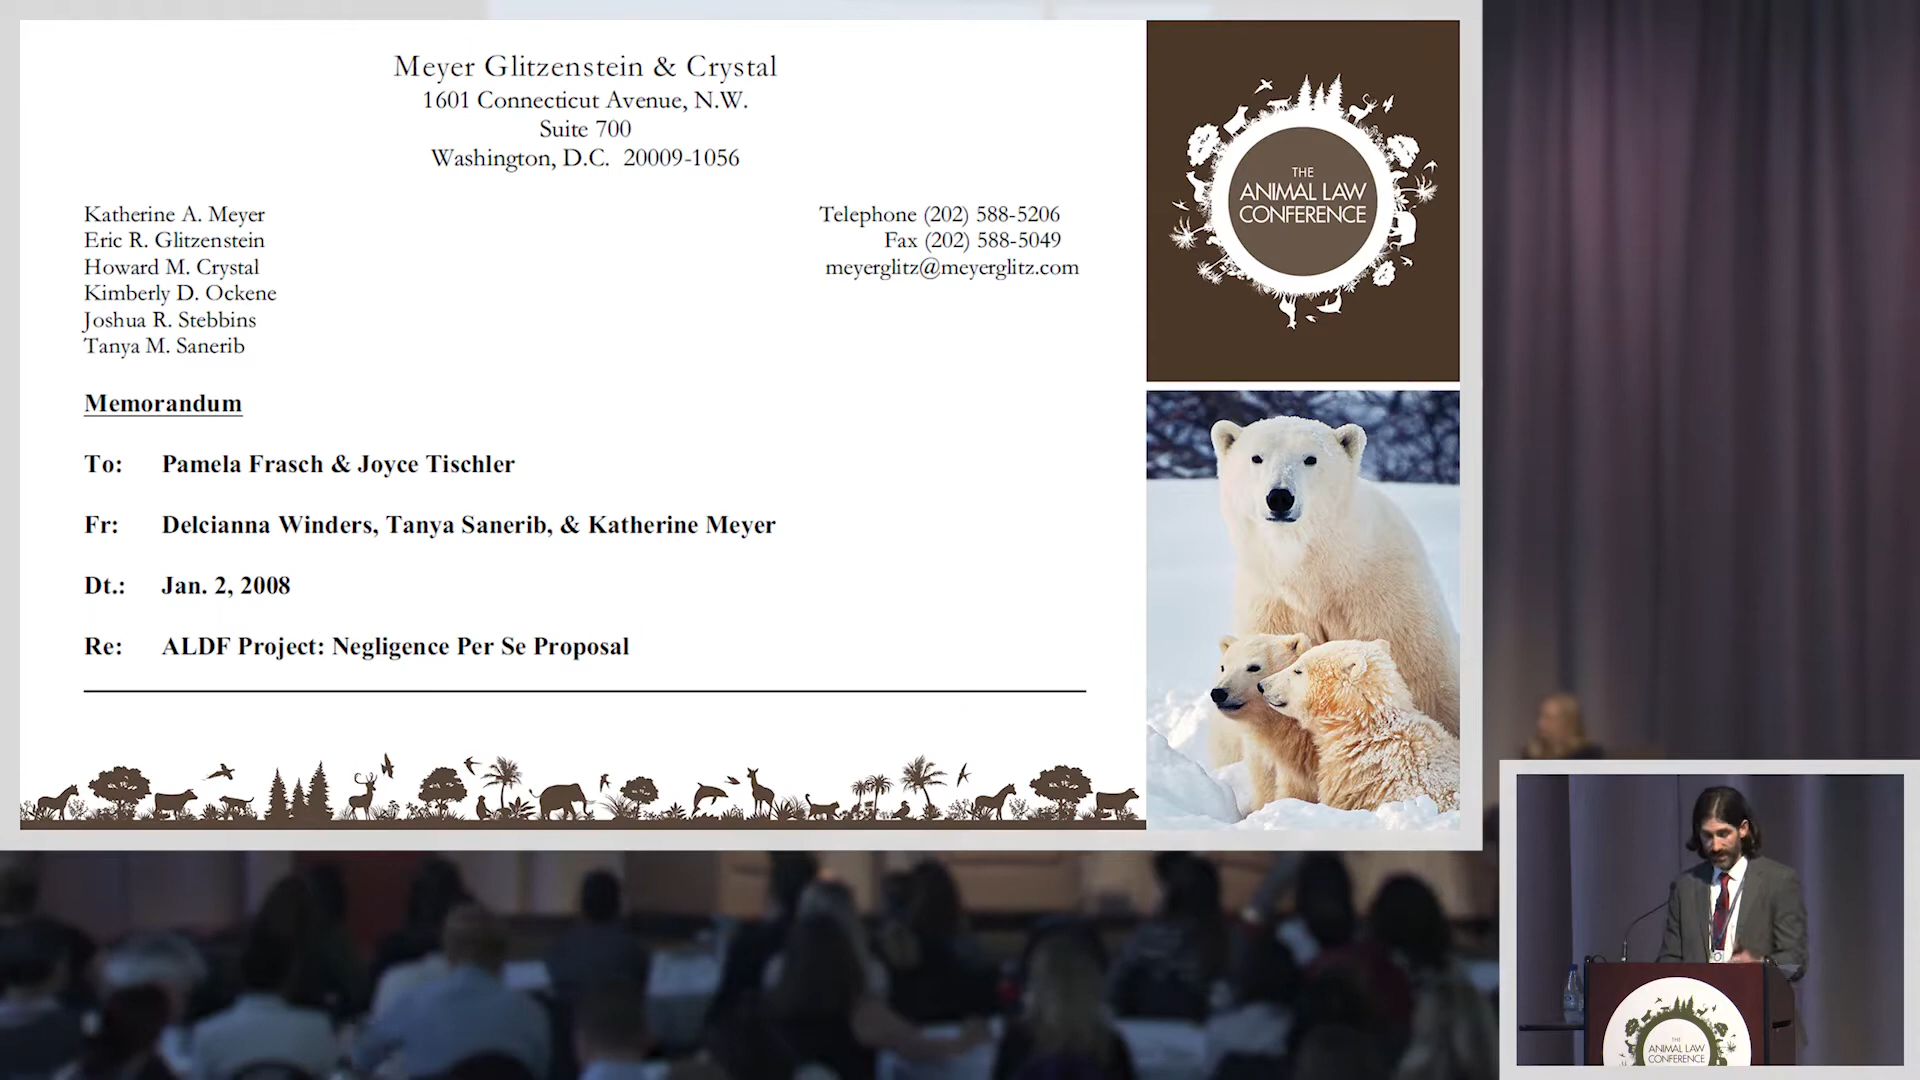 Meyer Glitzenstein & Crystal
1601 Connecticut Avenue, N.W.
Suite 700
Washington, D.C. 20009-1056
Katherine A. Meyer
Eric R. Glitzenstein
Howard M. Crystal
Kimberly D. Ockene
Joshua R. Stebbins
Tanya M. Sanerib
Telephone (202) 588-5206
Fax (202) 588-5049
meyerglitz@meyerglitz.com
Memorandum
To: Pamela Frasch & Joyce Tischler
Fr: Delcianna Winders, Tanya Sanerib, & Katherine Meyer
Dt.: Jan. 2, 2008
Re: ALDF Project: Negligence Per Se Proposal
THE
ANIMAL LAW
CONFERENCE
THE
ANIMAL LAW
CONFERENCE